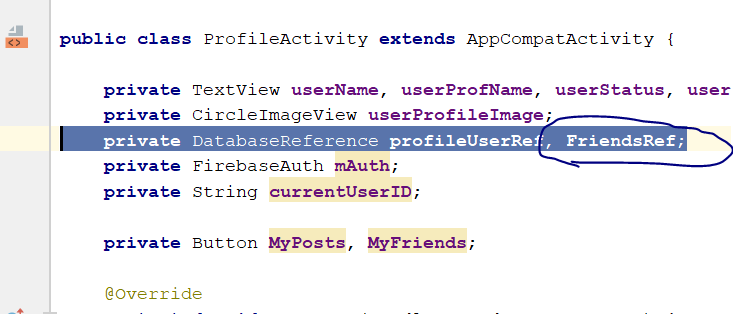 public class ProfileActivity extends AppCompatActivity {
private TextView userName, userProfName, userStatus, user
private CircleImageView userProfileImage;
private DatabaseReference profileUserRef, FriendsRef;
private FirebaseAuth mAuth;
private String currentUserID;
private Button MyPosts, MyFriends;
@Override